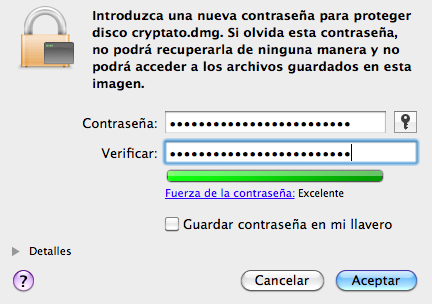 Introduzca una nueva contraseña para proteger
disco cryptato.dmg. Si olvida esta contraseña,
no podrá recuperarla de ninguna manera y no
podrá acceder a los archivos guardados en esta
imagen.
Contraseña: ••••••••••••••••••••••••••
Verificar: ••••••••••••••••••••••••••
Fuerza de la contraseña: Excelente
Guardar contraseña en mi llavero
Detalles
? Cancelar Aceptar